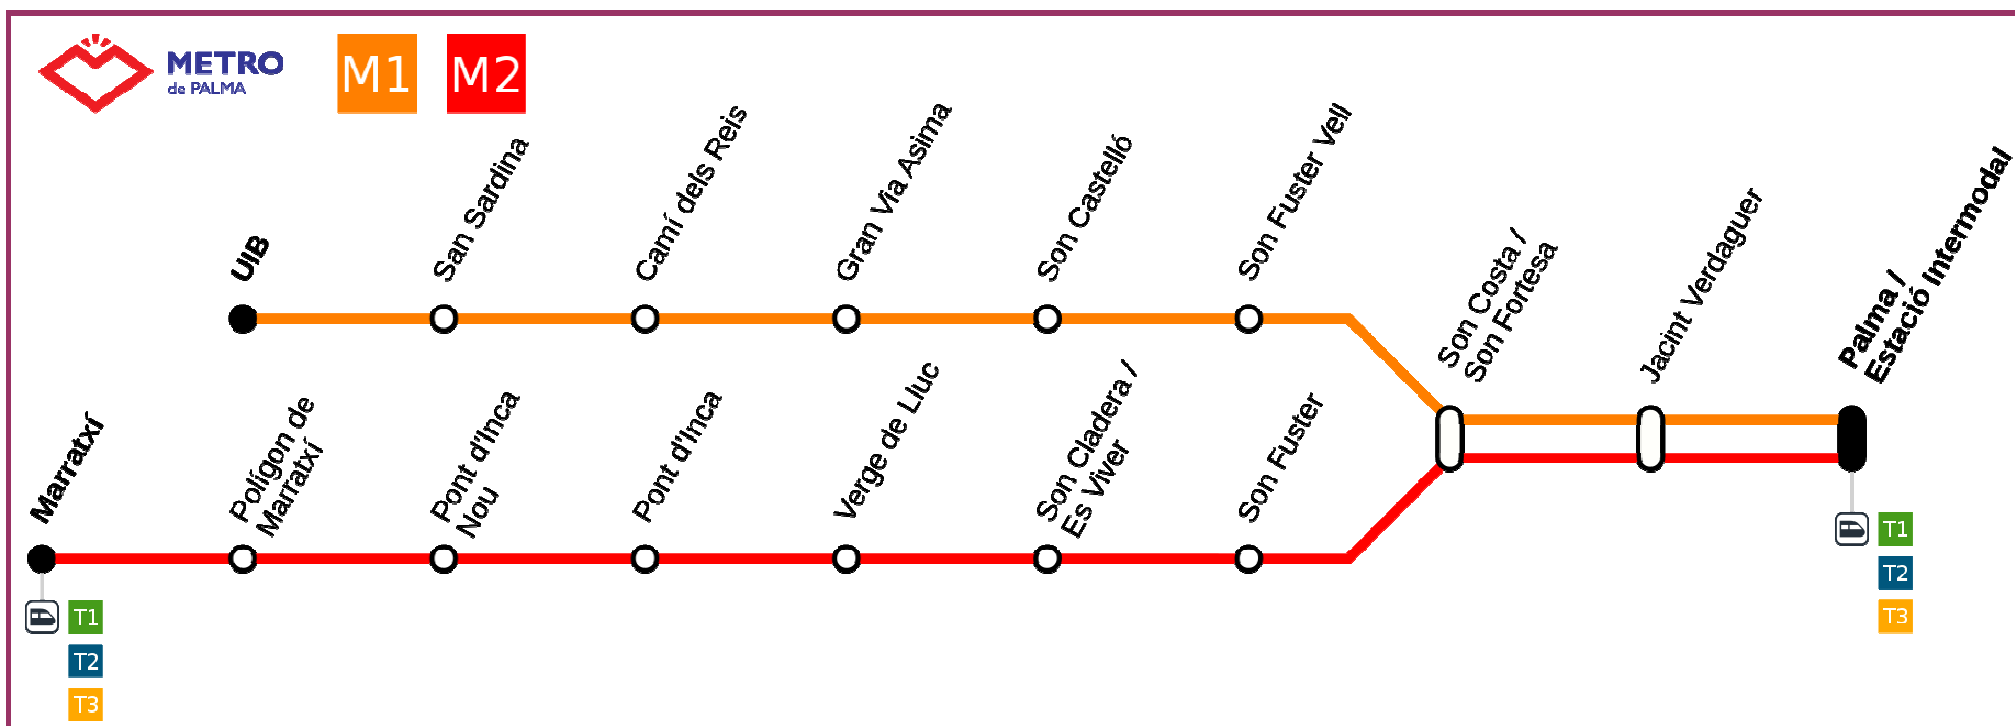 METRO
de PALMA
M1
M2
UIB
San Sardina
Camí dels Reis
Gran Via Asima
Son Castelló
Son Fuster Vell
Son Costa /
Son Fortesa
Jacint Verdaguer
Palma /
Estació Intermodal
Marratxí
Polígon de
Marratxí
Pont d'Inca
Nou
Pont d'Inca
Verge de Lluc
Son Cladera /
Es Viver
Son Fuster
T1
T2
T3
T1
T2
T3